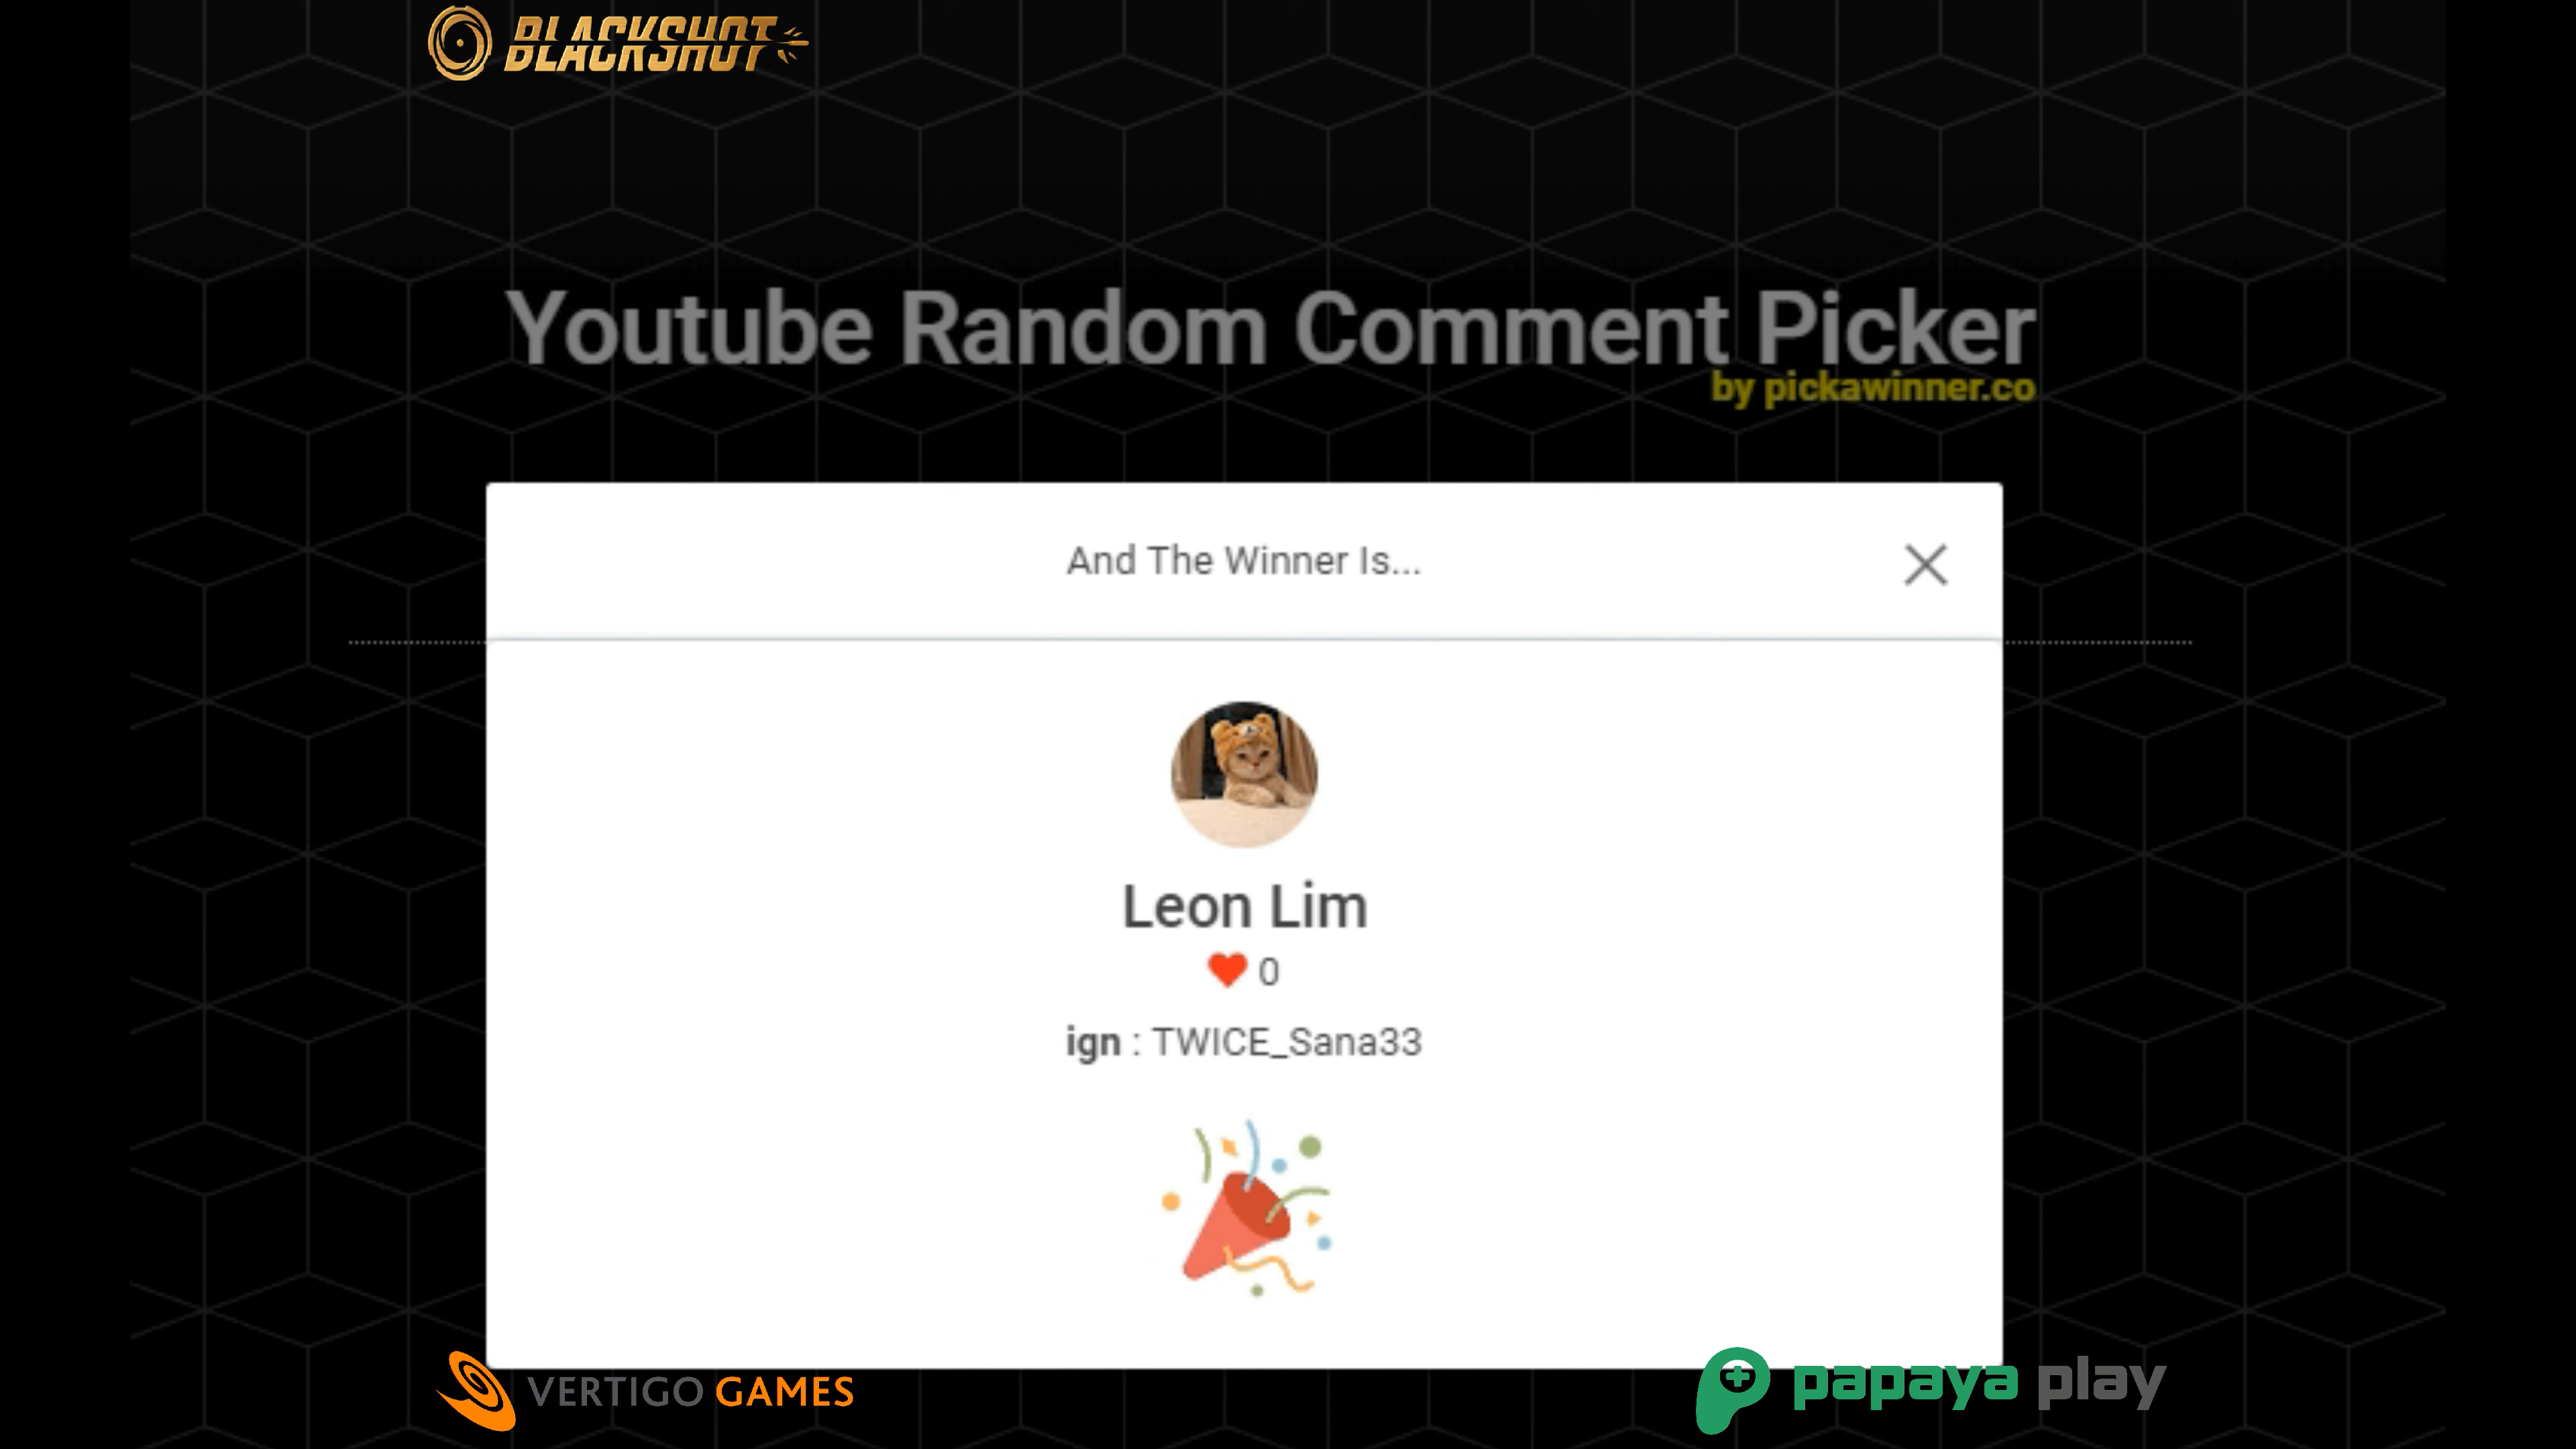 BLACKSHOT
Youtube Random Comment Picker
by pickawinner.co
And The Winner Is...
Leon Lim
0
ign : TWICE_Sana33
VERTIGO GAMES
papaya play